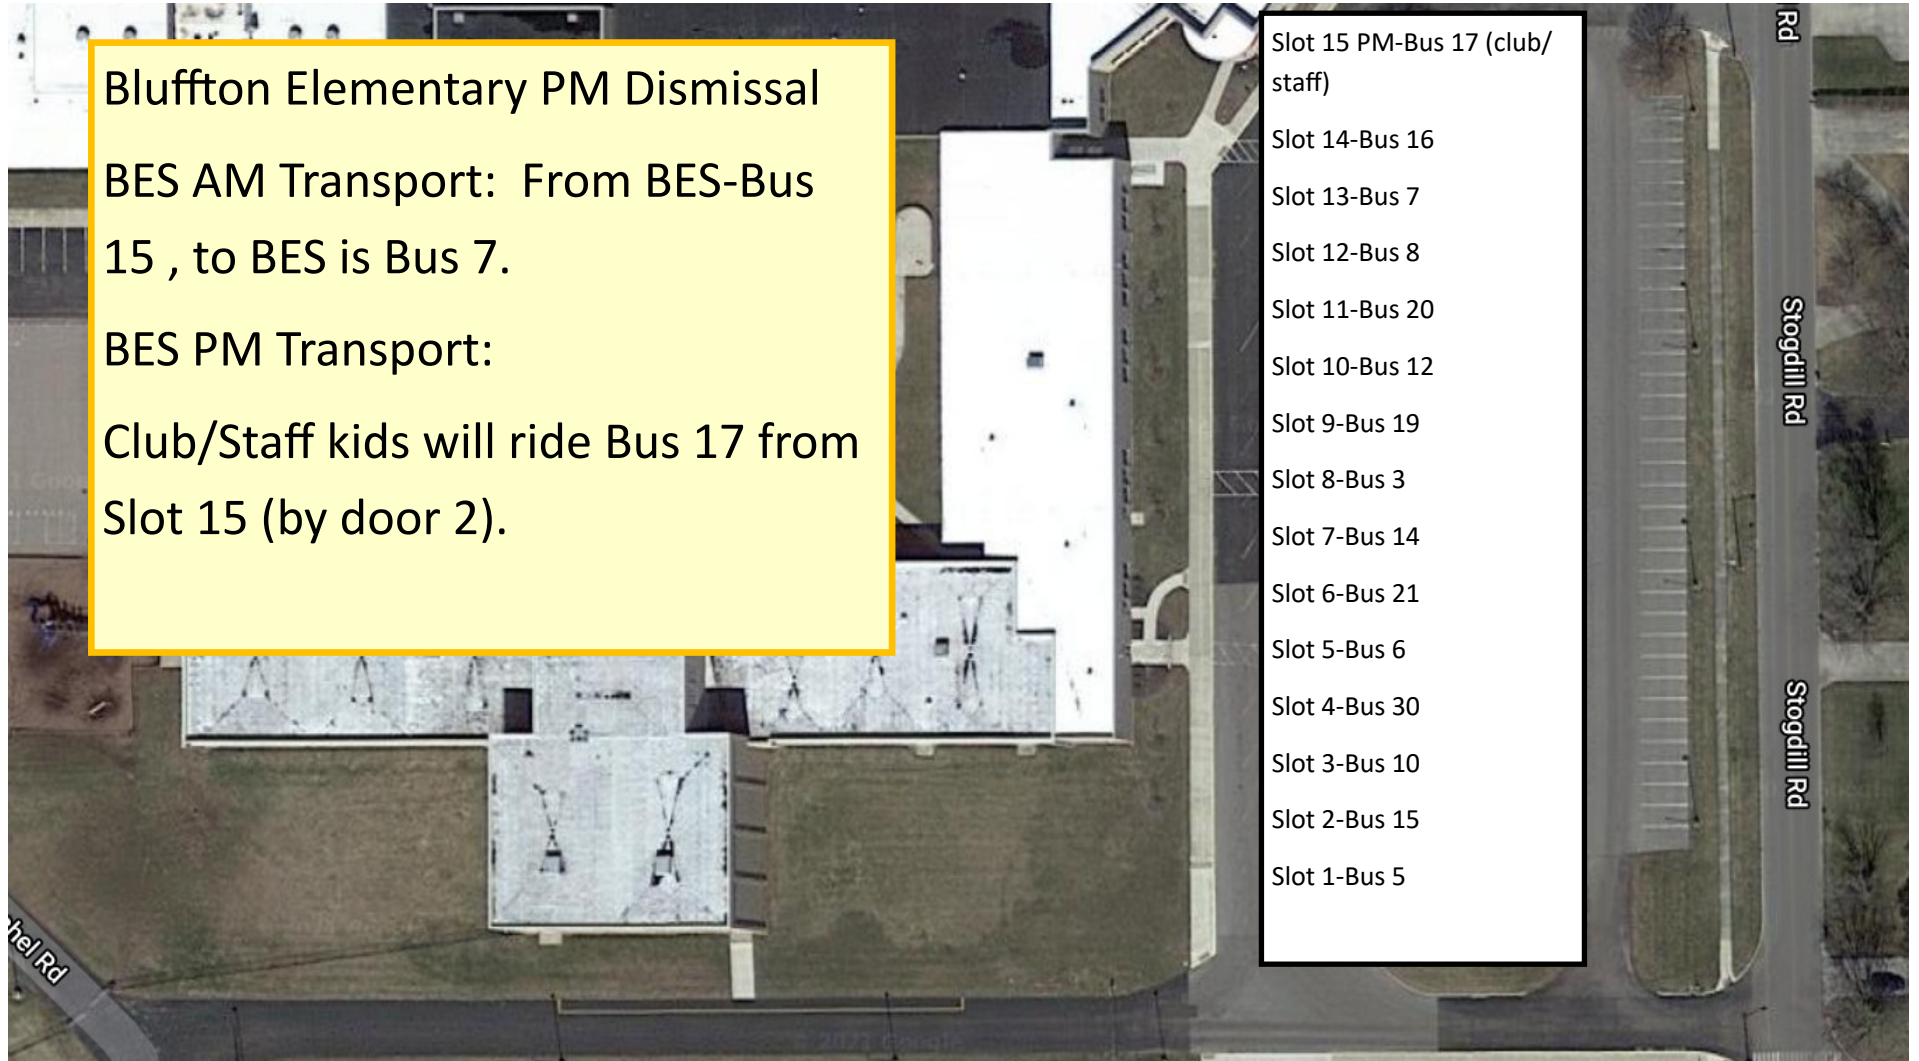 Bluffton Elementary PM Dismissal
BES AM Transport:  From BES-Bus
15 , to BES is Bus 7.
BES PM Transport:
Club/Staff kids will ride Bus 17 from
Slot 15 (by door 2).
Slot 15 PM-Bus 17 (club/
staff)
Slot 14-Bus 16
Slot 13-Bus 7
Slot 12-Bus 8
Slot 11-Bus 20
Slot 10-Bus 12
Slot 9-Bus 19
Slot 8-Bus 3
Slot 7-Bus 14
Slot 6-Bus 21
Slot 5-Bus 6
Slot 4-Bus 30
Slot 3-Bus 10
Slot 2-Bus 15
Slot 1-Bus 5
Rd
Stogdill Rd
Stogdill Rd
Rd